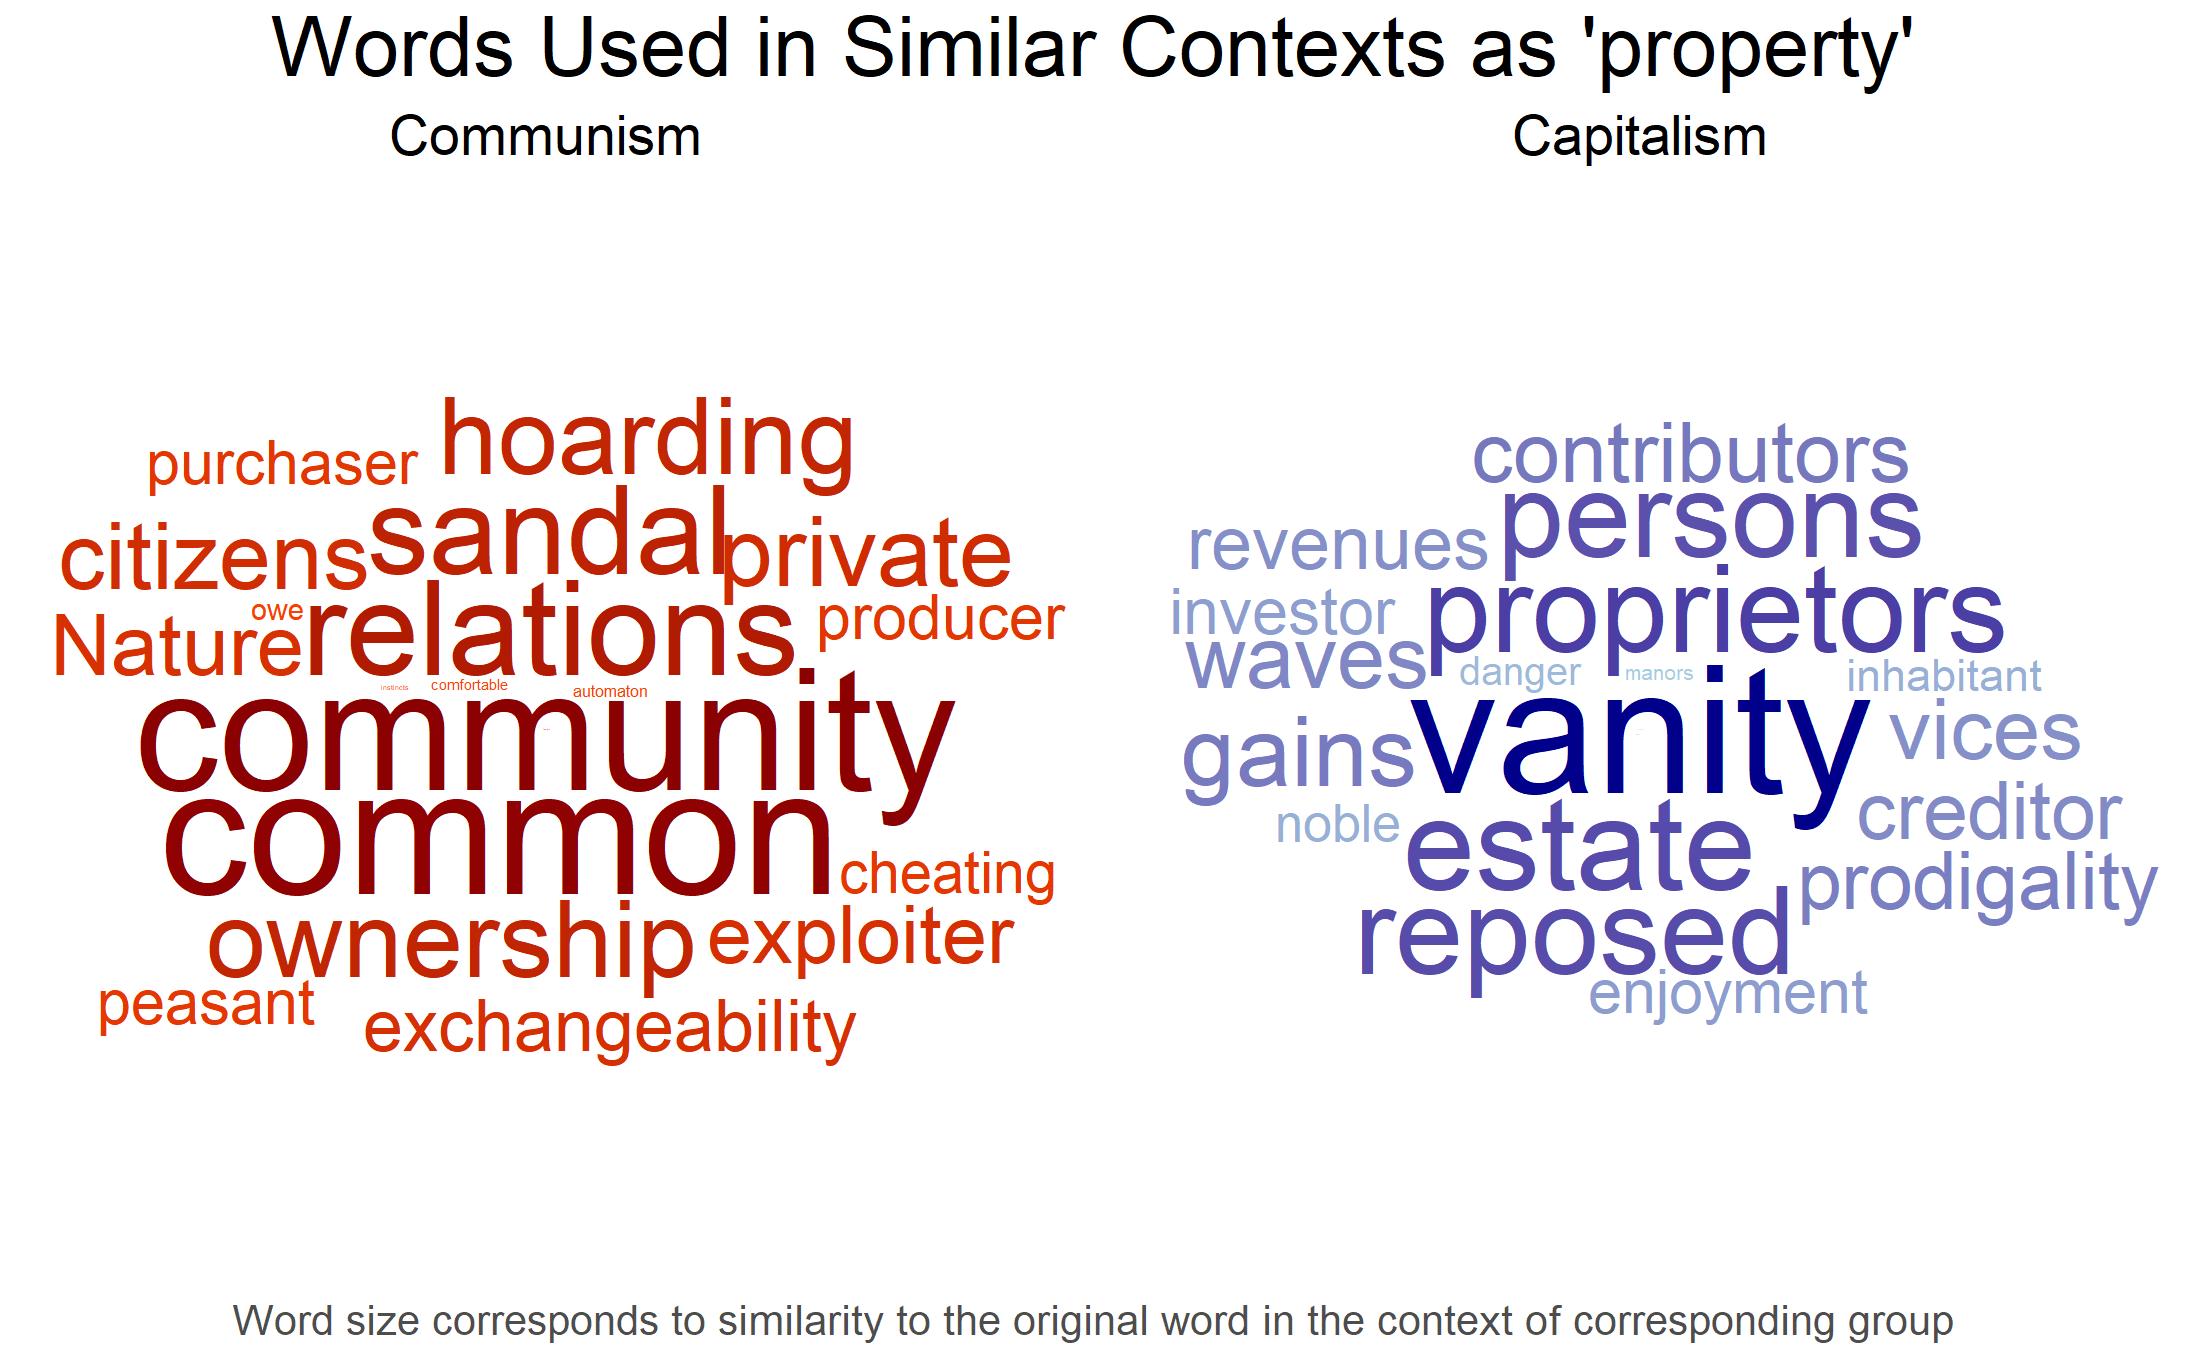 Words Used in Similar Contexts as 'property'
Communism
Capitalism
hoarding
purchaser
sandal
citizens
private
owe
relations
producer
Nature
instincts
comfortable
automaton
community
common
cheating
ownership
exploiter
peasant
exchangeability
contributors
persons
revenues
investor
proprietors
waves
danger
manors
inhabitant
vanity
vices
gains
noble
estate
creditor
prodigality
reposed
enjoyment
Word size corresponds to similarity to the original word in the context of corresponding group